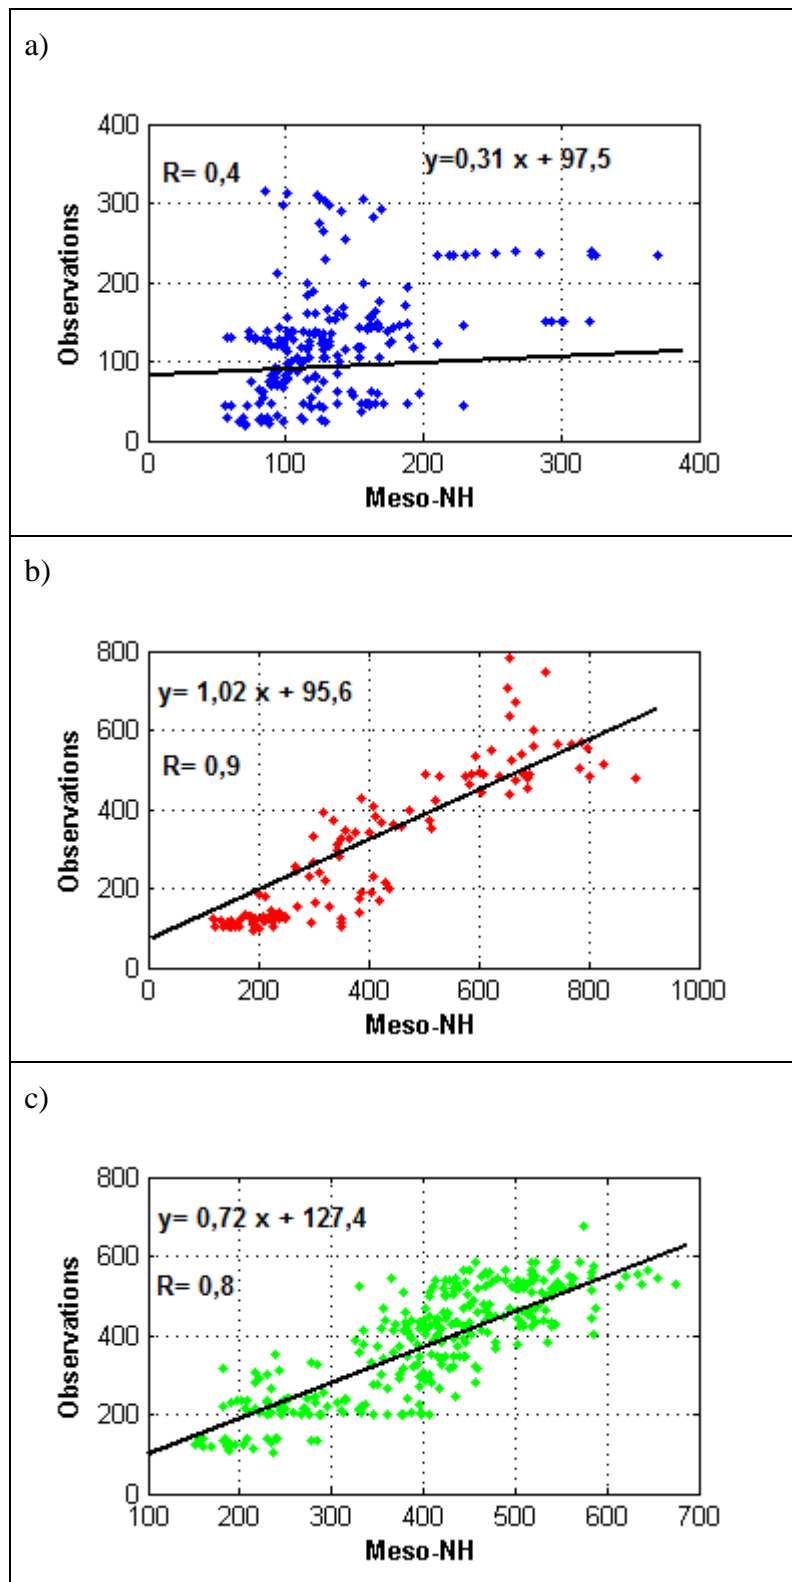 a)
400
R= 0,4
y=0,31 x + 97,5
300
200
100
0
Observations
0 100 200 300 400
Meso-NH
b)
800
y= 1,02 x + 95,6
600
R= 0,9
400
200
0
Observations
0 200 400 600 800 1000
Meso-NH
c)
800
y= 0,72 x + 127,4
600
R= 0,8
400
200
0
Observations
100 200 300 400 500 600 700
Meso-NH